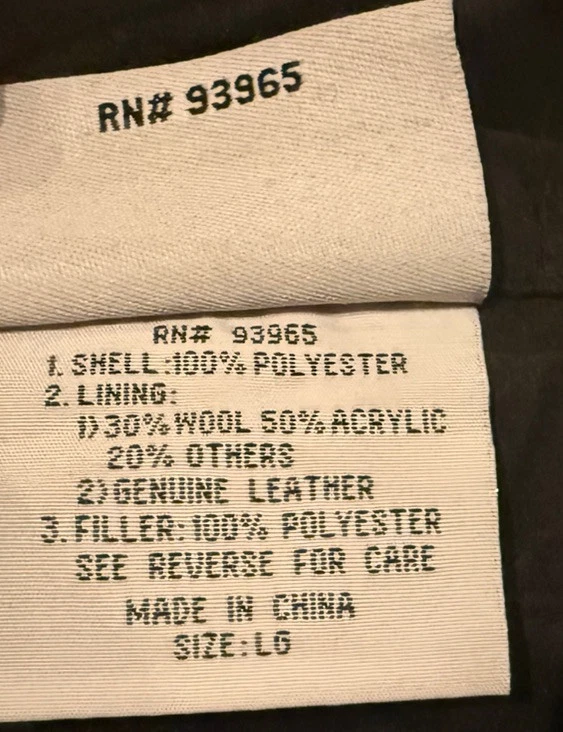 RN# 93965
RN# 93965
1. SHELL:100% POLYESTER
2. LINING:
1)30% WOOL 50% ACRYLIC
20% OTHERS
2)GENUINE LEATHER
3. FILLER:100% POLYESTER
SEE REVERSE FOR CARE
MADE IN CHINA
SIZE:LG